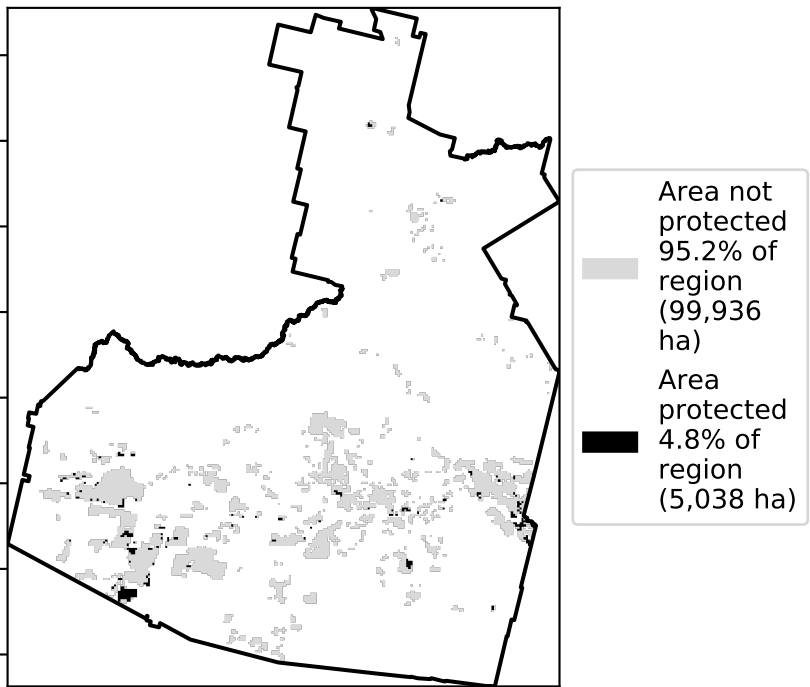 Area not
protected
95.2% of
region
(99,936
ha)
Area
protected
4.8% of
region
(5,038 ha)